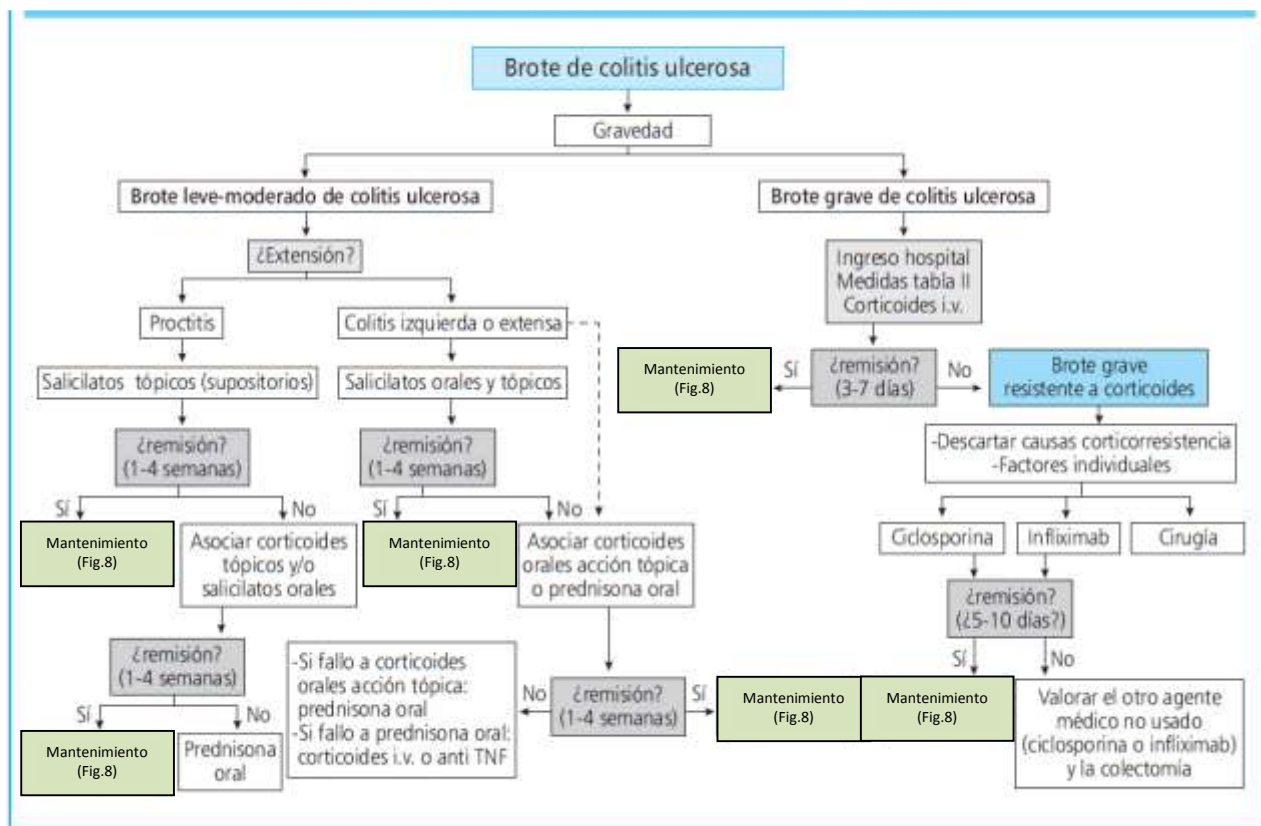 Brote de colitis ulcerosa
Gravedad
Brote leve-moderado de colitis ulcerosa
Brote grave de colitis ulcerosa
¿Extensión?
Ingreso hospital
Medidas tabla II
Corticoides i.v.
Proctitis
Colitis izquierda o extensa
Salicilatos tópicos (supositorios)
Salicilatos orales y tópicos
Mantenimiento
(Fig.8)
Sí
¿remisión?
(3-7 días)
No
Brote grave
resistente a corticoides
¿remisión?
(1-4 semanas)
¿remisión?
(1-4 semanas)
-Descartar causas corticorresistencia
-Factores individuales
Sí
No
Sí
No
Mantenimiento
(Fig.8)
Asociar corticoides
tópicos y/o
salicilatos orales
Mantenimiento
(Fig.8)
Asociar corticoides
orales acción tópica
o prednisona oral
Ciclosporina
Infliximab
Cirugía
¿remisión?
(¿5-10 días?)
¿remisión?
(1-4 semanas)
-Si fallo a corticoides
orales acción tópica:
prednisona oral
-Si fallo a prednisona oral:
corticoides i.v. o anti TNF
No
¿remisión?
(1-4 semanas)
Sí
Mantenimiento
(Fig.8)
Sí
No
Mantenimiento
(Fig.8)
Valorar el otro agente
médico no usado
(ciclosporina o infliximab)
y la colectomía
Sí
No
Mantenimiento
(Fig.8)
Prednisona
oral